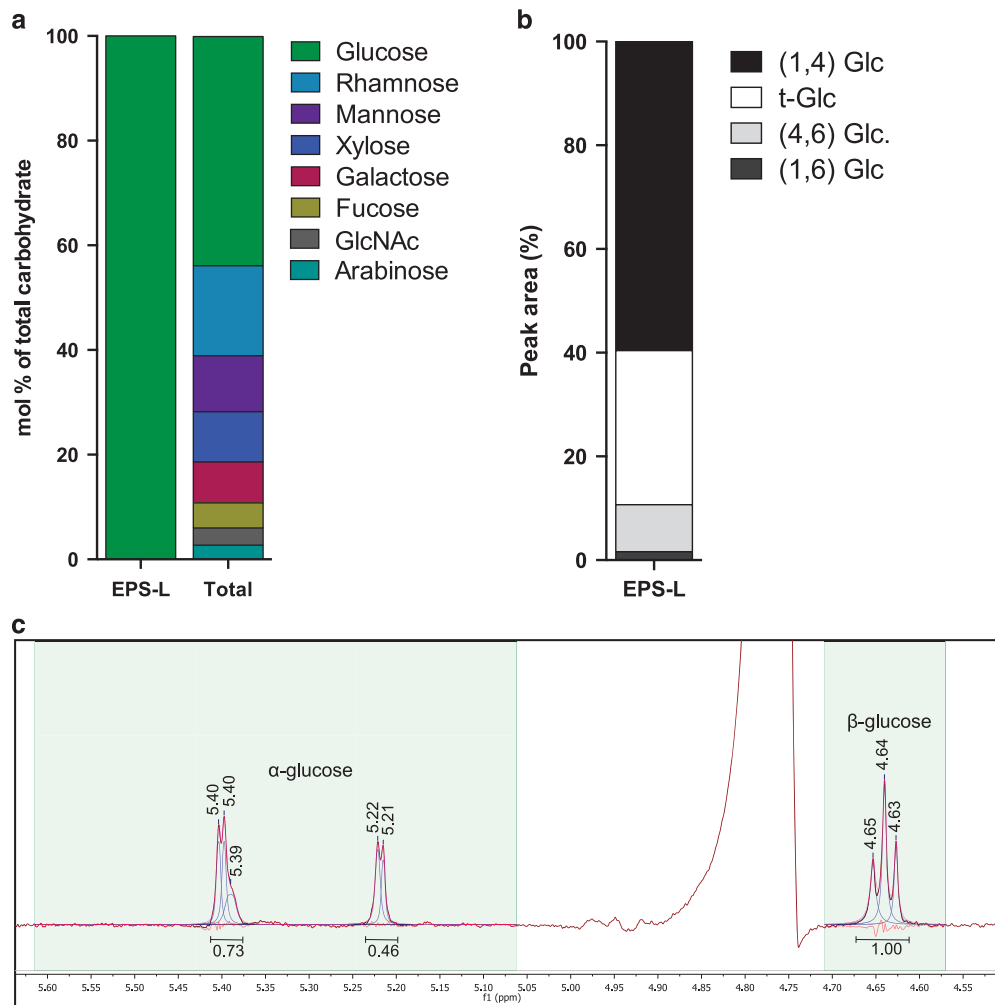 a
100
80
60
40
20
0
mol % of total carbohydrate
EPS-L Total
Glucose
Rhamnose
Mannose
Xylose
Galactose
Fucose
GlcNAc
Arabinose
b
100
80
60
40
20
0
Peak area (%)
EPS-L
(1,4) Glc
t-Glc
(4,6) Glc.
(1,6) Glc
c
α-glucose
β-glucose
5.40 5.40 5.39 5.22 5.21 4.65 4.64 4.63
0.73 0.46 1.00
5.60 5.55 5.50 5.45 5.40 5.35 5.30 5.25 5.20 5.15 5.10 5.05 5.00 4.95 4.90 4.85 4.80 4.75 4.70 4.65 4.60 4.55
f1 (ppm)